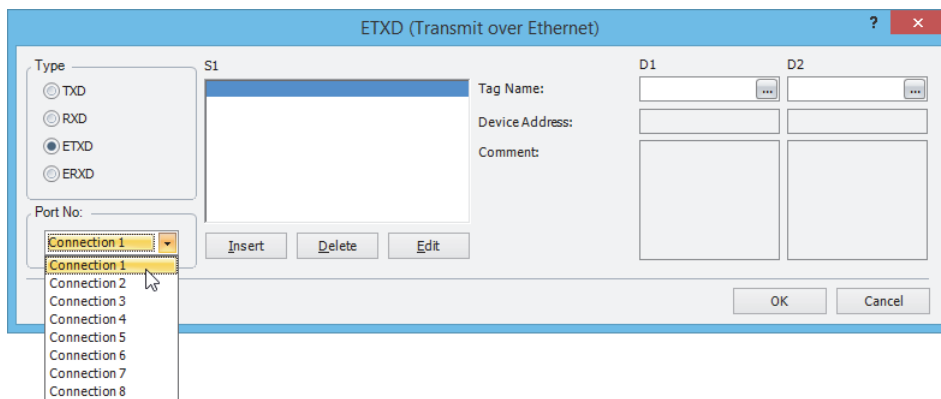 ETXD (Transmit over Ethernet)
?
×
Type
TXD
RXD
ETXD
ERXD
Port No:
Connection 1
Connection 1
Connection 2
Connection 3
Connection 4
Connection 5
Connection 6
Connection 7
Connection 8
S1
Insert Delete Edit
D1 D2
Tag Name: ... ...
Device Address:
Comment:
OK Cancel